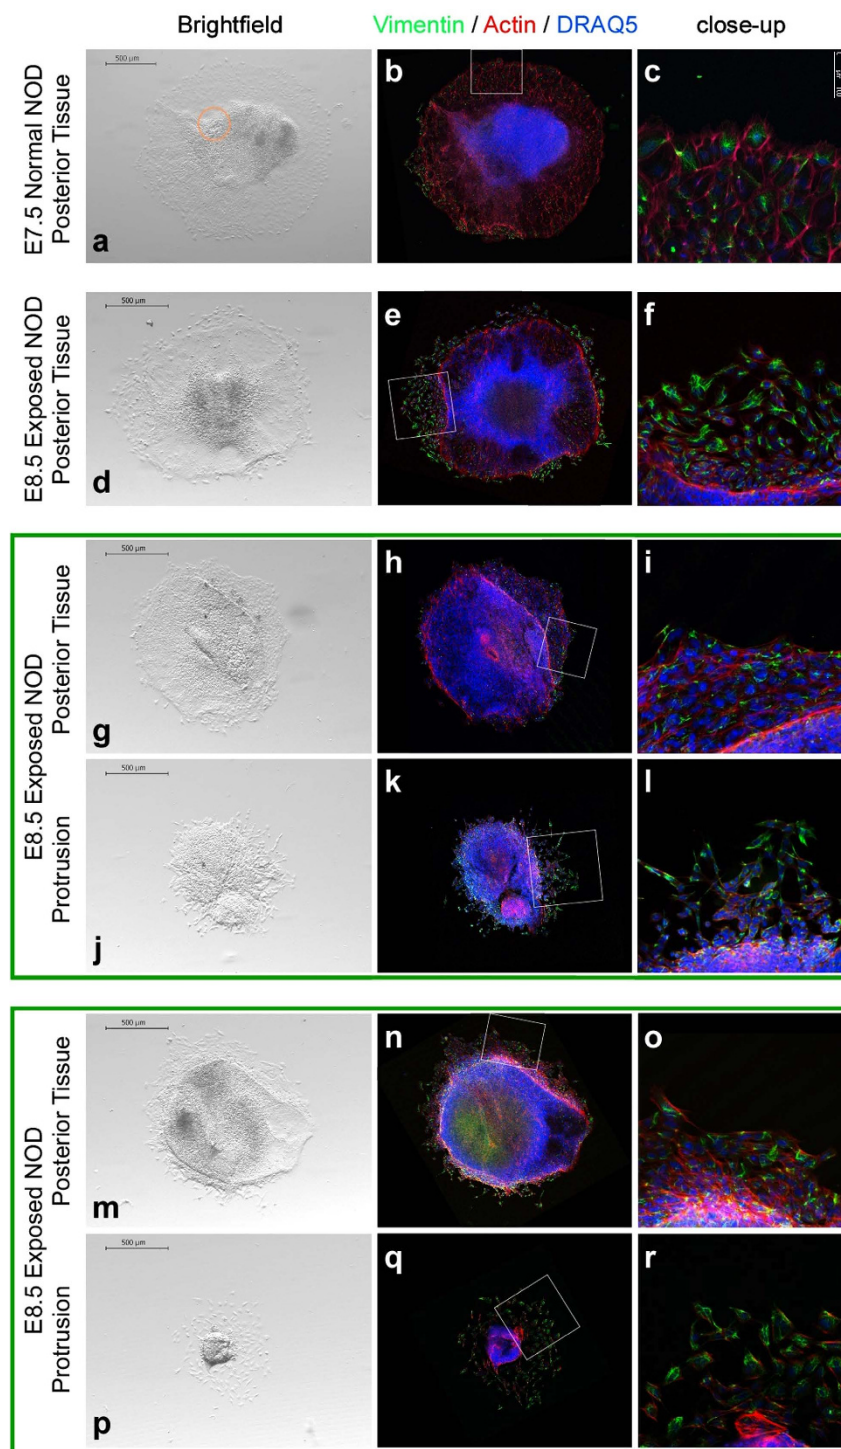 Brightfield
Vimentin / Actin / DRAQ5
close-up
E7.5 Normal NOD
Posterior Tissue
500 µm
a
b
c
E8.5 Exposed NOD
Posterior Tissue
500 µm
d
e
f
E8.5 Exposed NOD
Posterior Tissue
500 µm
g
h
i
Protrusion
500 µm
j
k
l
E8.5 Exposed NOD
Posterior Tissue
500 µm
m
n
o
Protrusion
500 µm
p
q
r